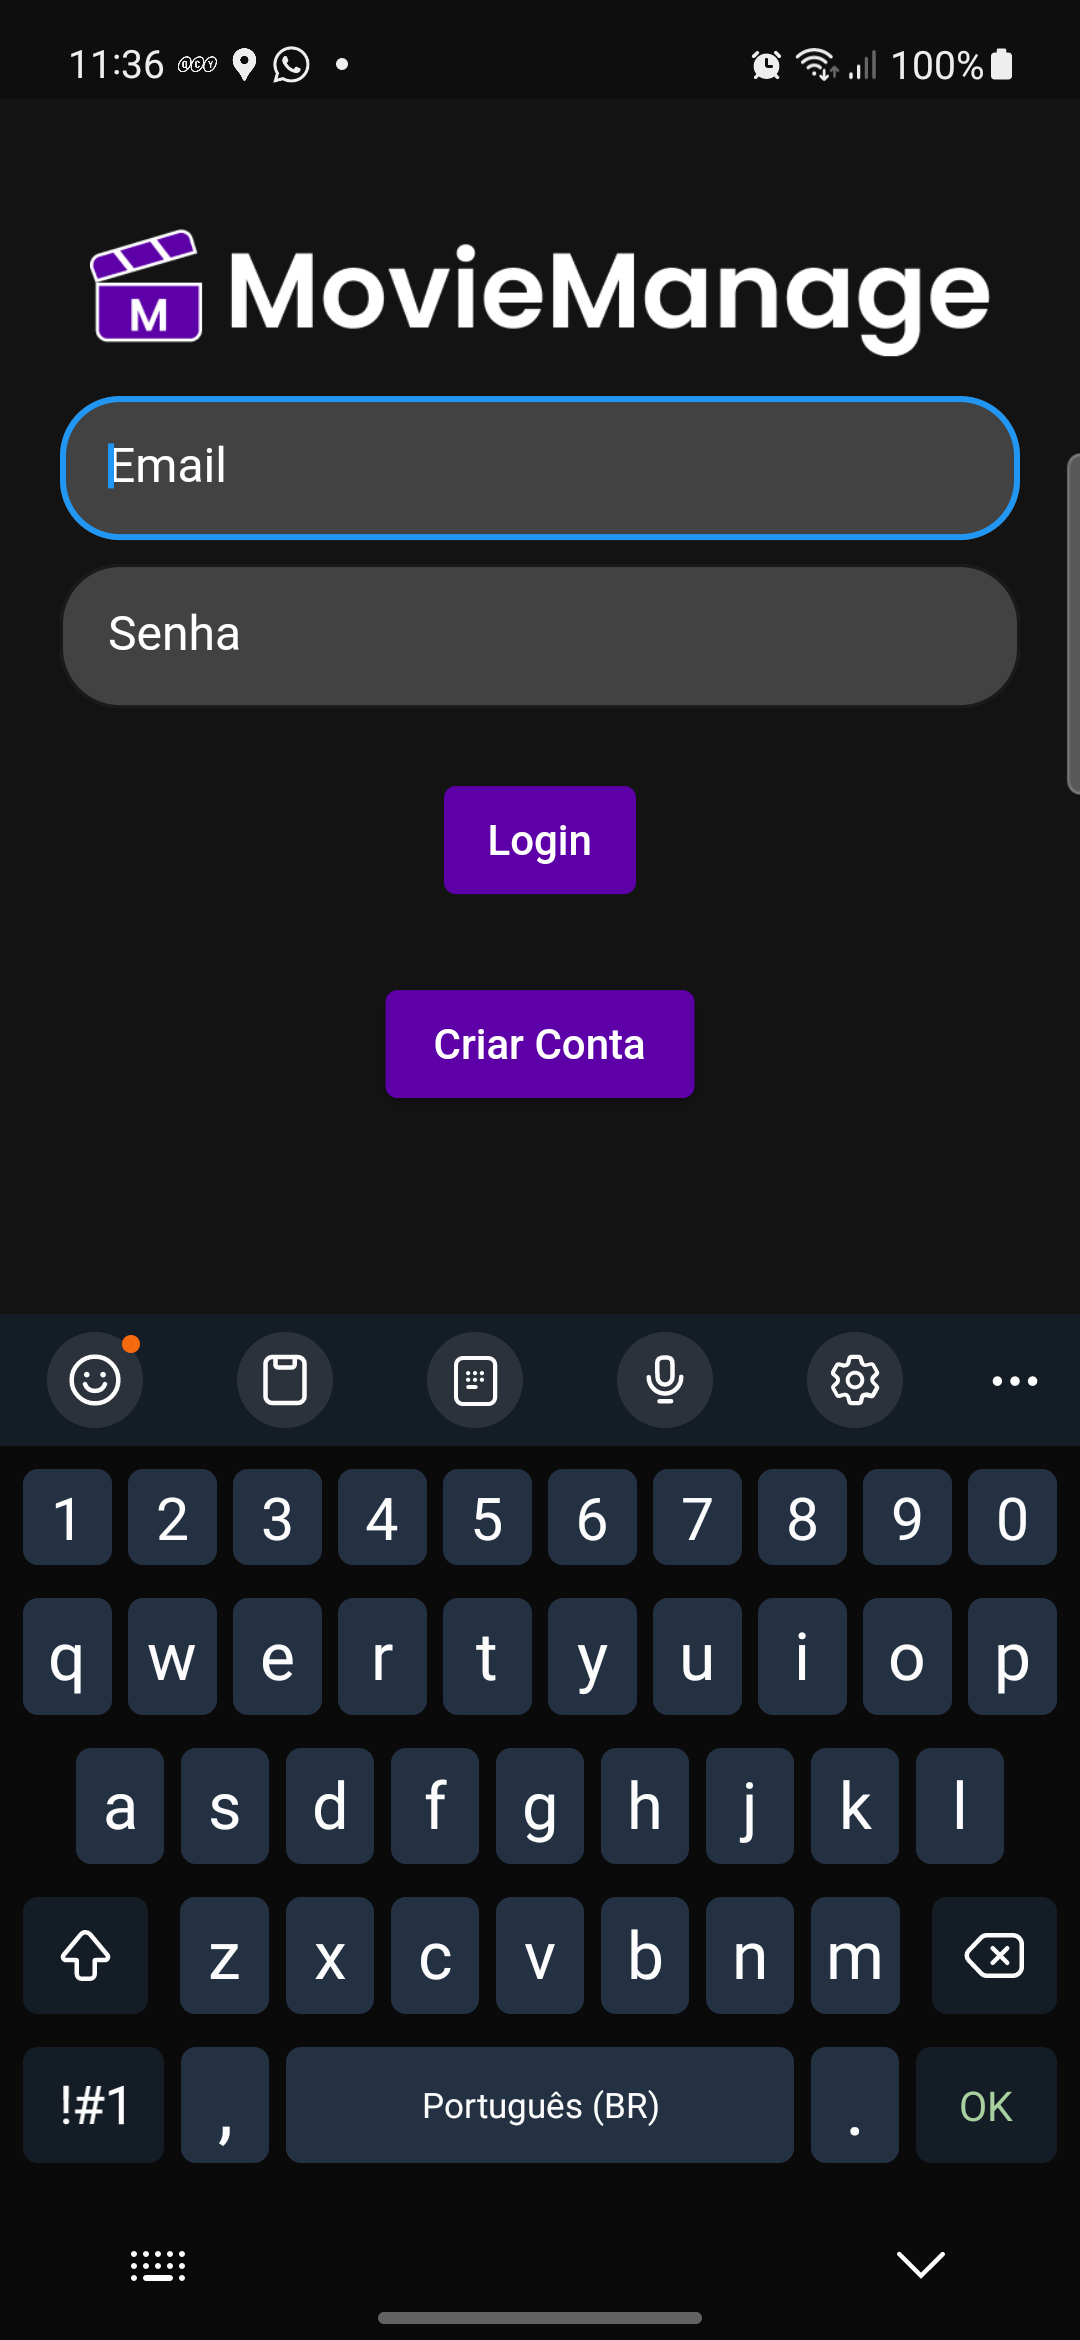 11:36 QCY 100%
M MovieManage
Email
Senha
Login
Criar Conta
1 2 3 4 5 6 7 8 9 0
q w e r t y u i o p
a s d f g h j k l
z x c v b n m
!#1 , Português (BR) . OK